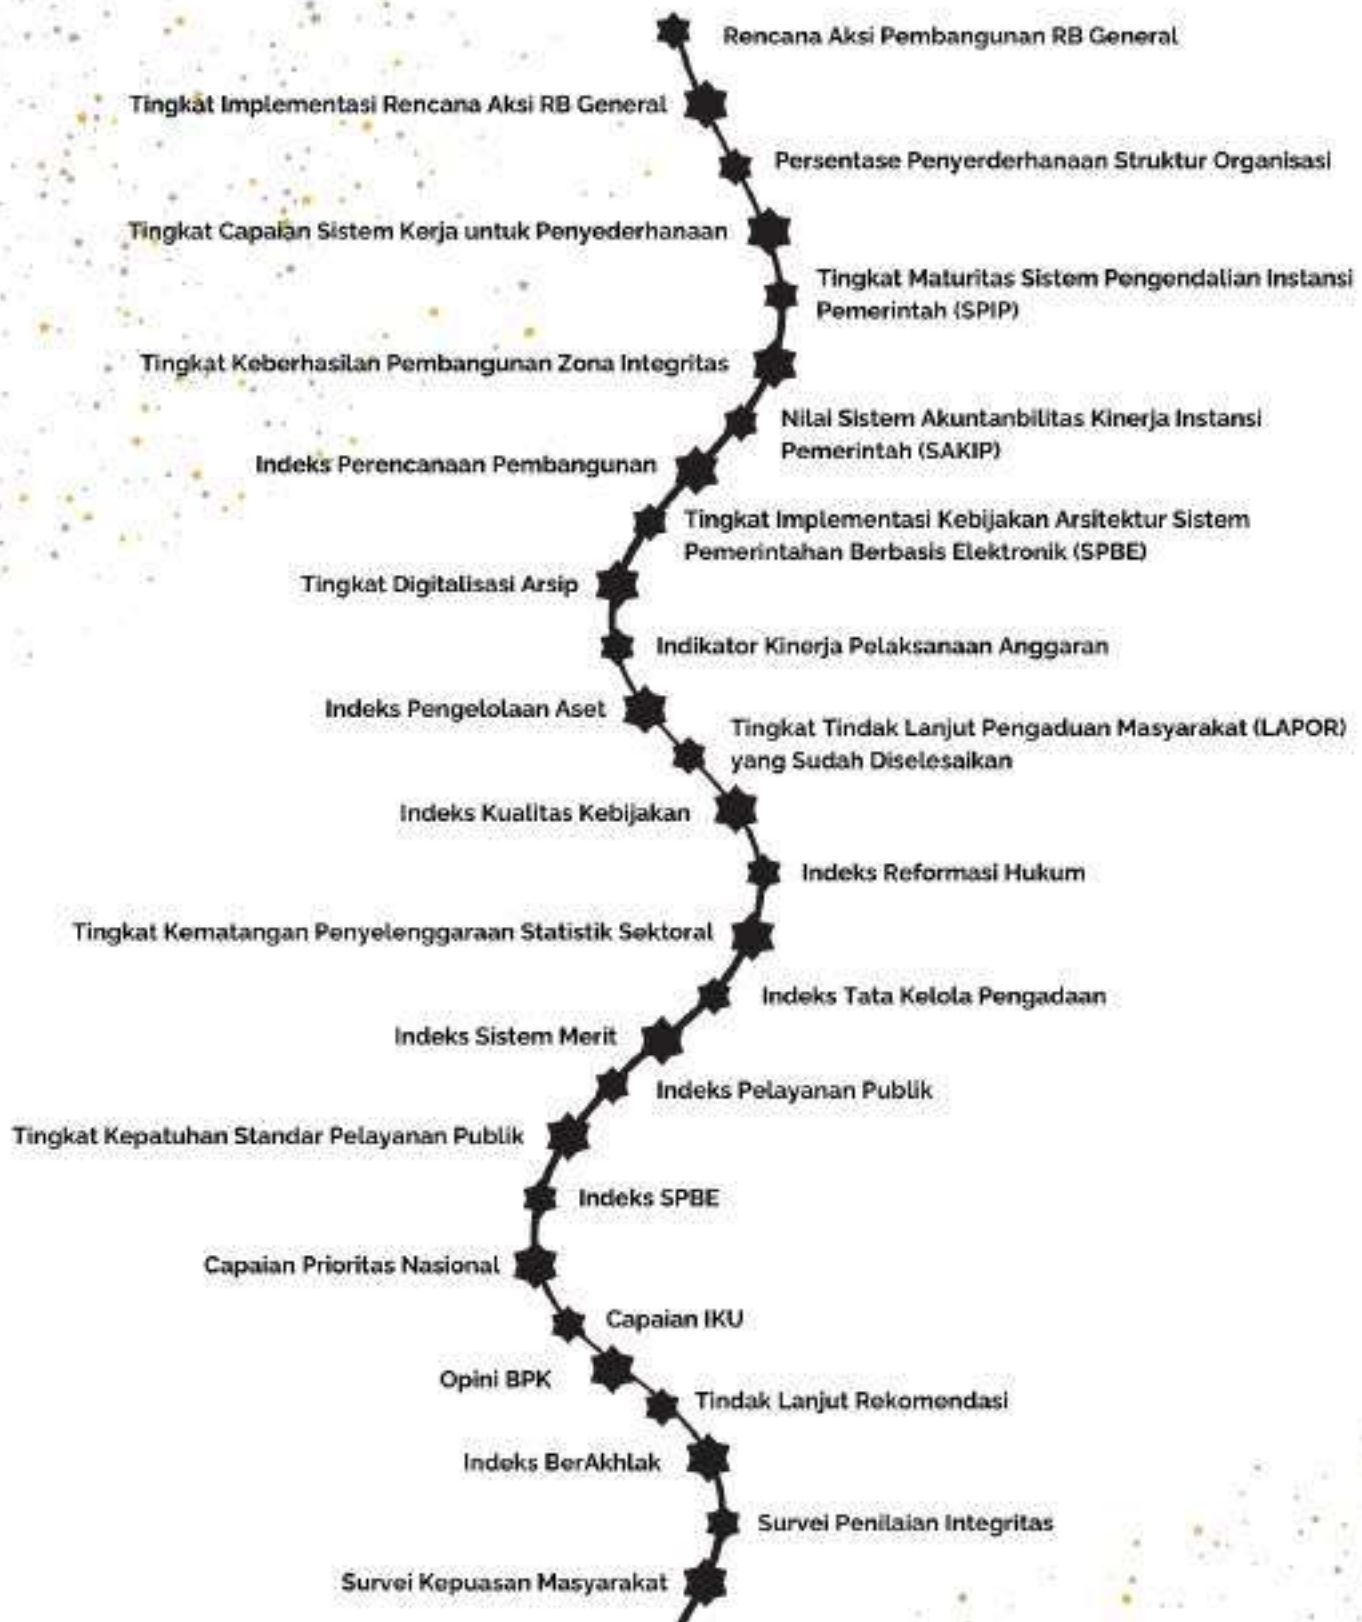 Rencana Aksi Pembangunan RB General
Tingkat Implementasi Rencana Aksi RB General
Persentase Penyerderhanaan Struktur Organisasi
Tingkat Capaian Sistem Kerja untuk Penyederhanaan
Tingkat Maturitas Sistem Pengendalian Instansi
Pemerintah (SPIP)
Tingkat Keberhasilan Pembangunan Zona Integritas
Nilai Sistem Akuntanbilitas Kinerja Instansi
Pemerintah (SAKIP)
Indeks Perencanaan Pembangunan
Tingkat Implementasi Kebijakan Arsitektur Sistem
Pemerintahan Berbasis Elektronik (SPBE)
Tingkat Digitalisasi Arsip
Indikator Kinerja Pelaksanaan Anggaran
Indeks Pengelolaan Aset
Tingkat Tindak Lanjut Pengaduan Masyarakat (LAPOR)
yang Sudah Diselesaikan
Indeks Kualitas Kebijakan
Indeks Reformasi Hukum
Tingkat Kematangan Penyelenggaraan Statistik Sektoral
Indeks Tata Kelola Pengadaan
Indeks Sistem Merit
Indeks Pelayanan Publik
Tingkat Kepatuhan Standar Pelayanan Publik
Indeks SPBE
Capaian Prioritas Nasional
Capaian IKU
Opini BPK
Tindak Lanjut Rekomendasi
Indeks BerAkhlak
Survei Penilaian Integritas
Survei Kepuasan Masyarakat